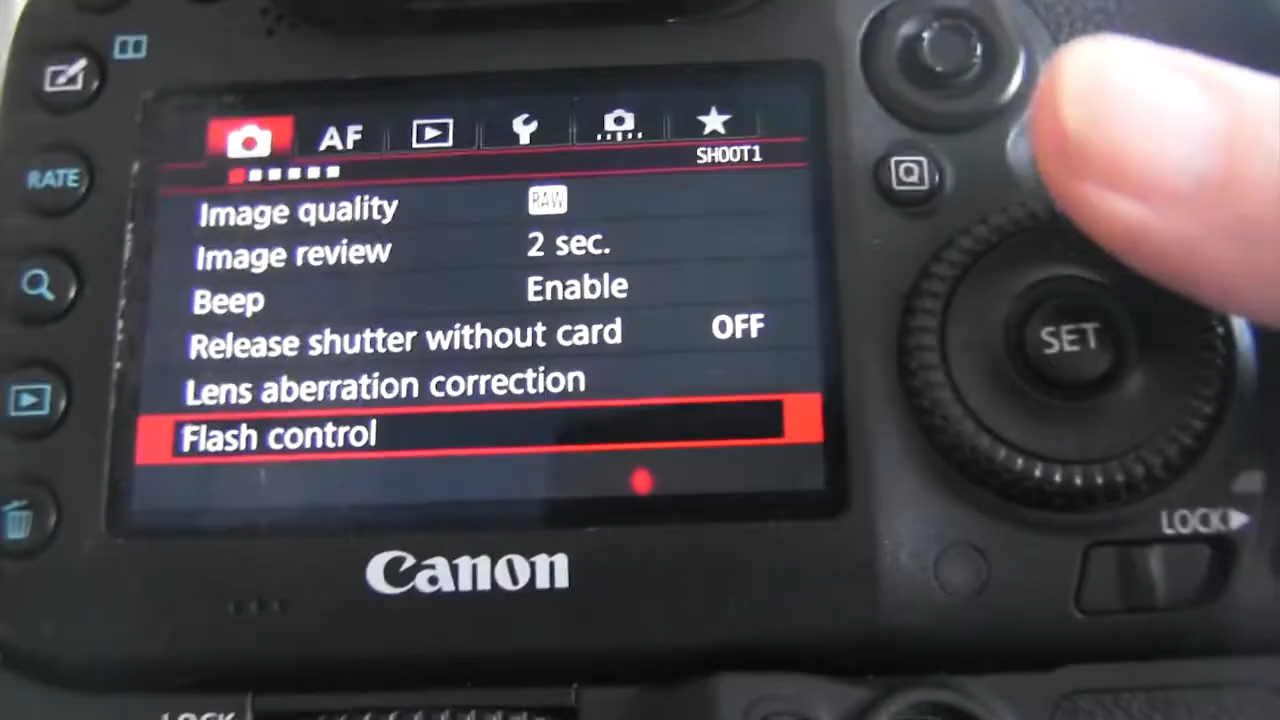 RATE
AF
SHOOT1
Image quality RAW
Image review 2 sec.
Beep Enable
Release shutter without card OFF
Lens aberration correction
Flash control
Q
SET
LOCK
Canon
LOCK